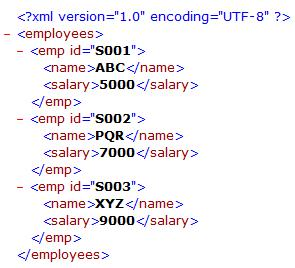 <?xml version="1.0" encoding="UTF-8" ?>
- <employees>
- <emp id="S001">
<name>ABC</name>
<salary>5000</salary>
</emp>
- <emp id="S002">
<name>PQR</name>
<salary>7000</salary>
</emp>
- <emp id="S003">
<name>XYZ</name>
<salary>9000</salary>
</emp>
</employees>